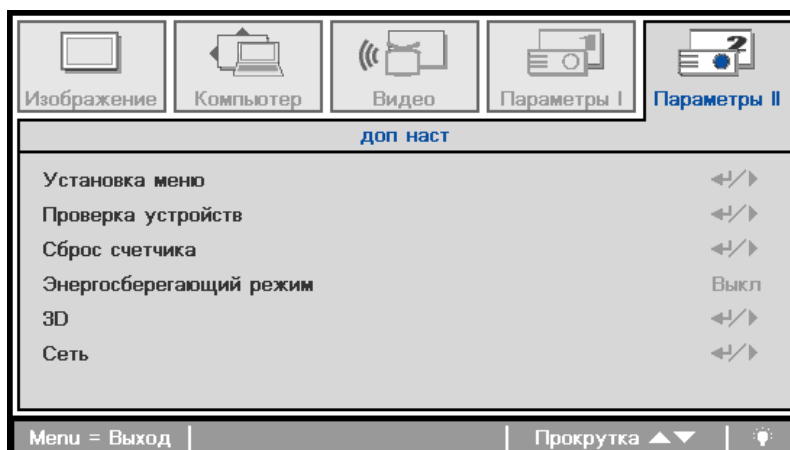 Изображение Компьютер Видео Параметры I Параметры II
доп наст
Установка меню
Проверка устройств
Сброс счетчика
Энергосберегающий режим Выкл
3D
Сеть
Menu = Выход Прокрутка